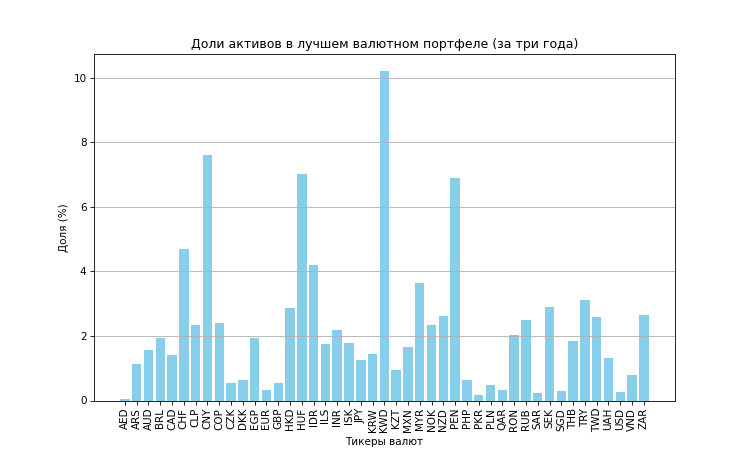 Доли активов в лучшем валютном портфеле (за три года)
Доля (%)
10
8
6
4
2
0
AED ARS AUD BRL CAD CHF CLP CNY COP CZK DKK EGP EUR GBP HKD HUF IDR ILS INR ISK JPY KRW KWD KZT MXN MYR NOK NZD PEN PHP PKR PLN QAR RON RUB SAR SEK SGD THB TRY TWD UAH USD VND ZAR
Тикеры валют